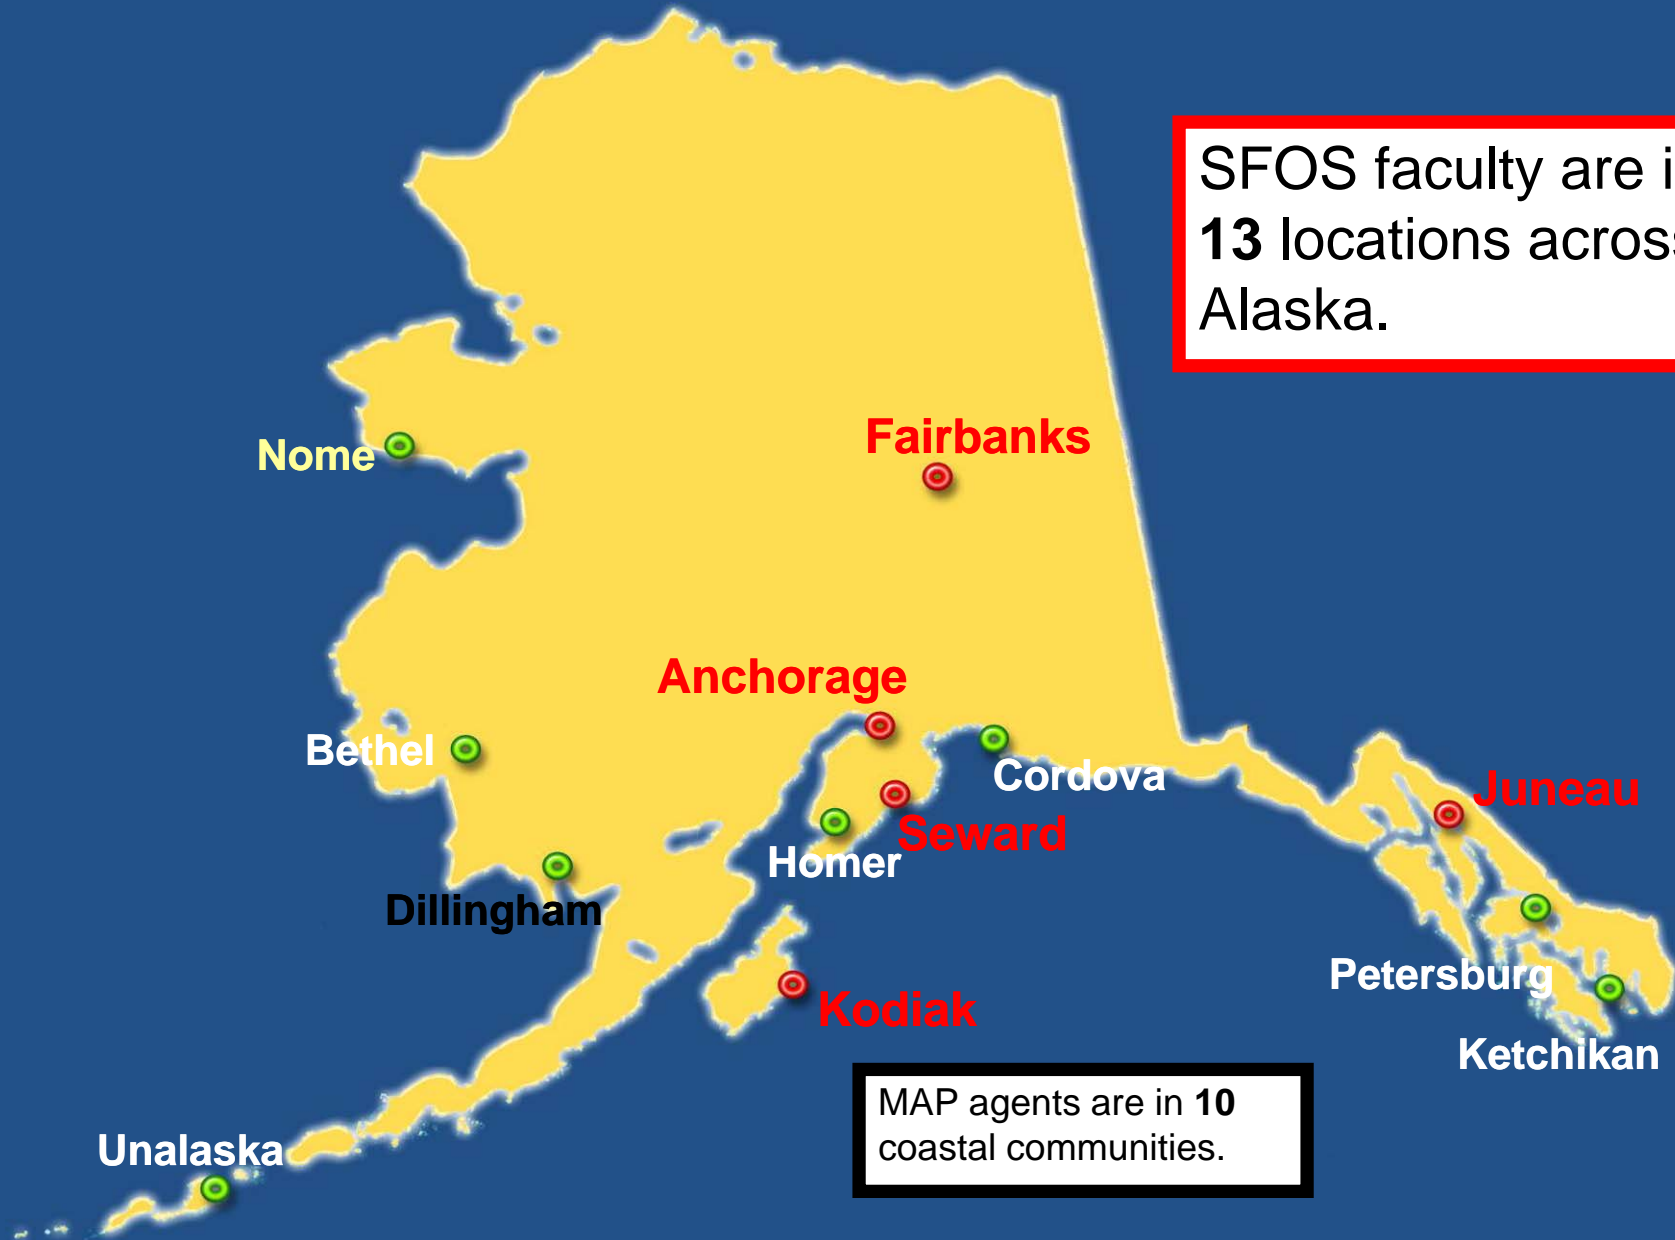 SFOS faculty are i
13 locations across
Alaska.
Fairbanks
Nome
Anchorage
Bethel
Cordova
Juneau
Seward
Homer
Dillingham
Petersburg
Kodiak
Ketchikan
MAP agents are in 10
coastal communities.
Unalaska